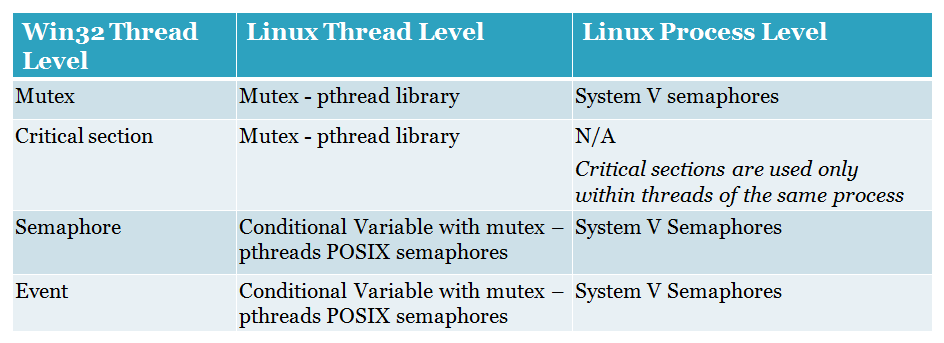 Win32 Thread Level
Linux Thread Level
Linux Process Level
Mutex
Mutex - pthread library
System V semaphores
Critical section
Mutex - pthread library
N/A
Critical sections are used only
within threads of the same process
Semaphore
Conditional Variable with mutex –
pthreads POSIX semaphores
System V Semaphores
Event
Conditional Variable with mutex –
pthreads POSIX semaphores
System V Semaphores